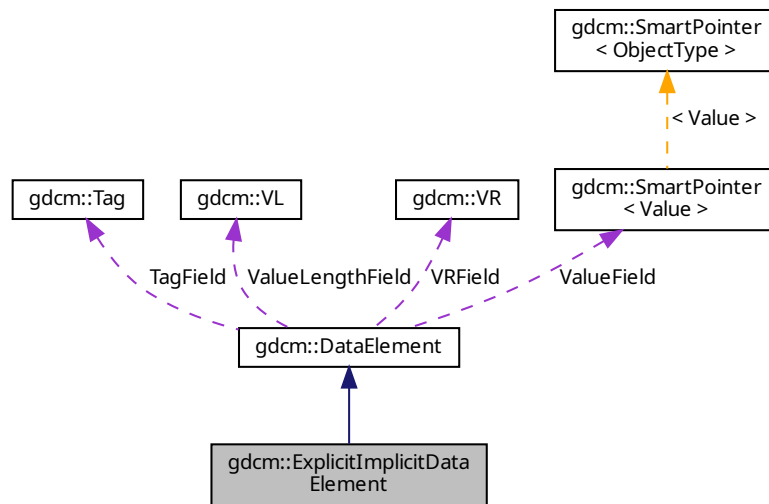 gdcm::SmartPointer
< ObjectType >
< Value >
gdcm::Tag
gdcm::VL
gdcm::VR
gdcm::SmartPointer
< Value >
TagField
ValueLengthField
VRField
ValueField
gdcm::DataElement
gdcm::ExplicitImplicitData
Element